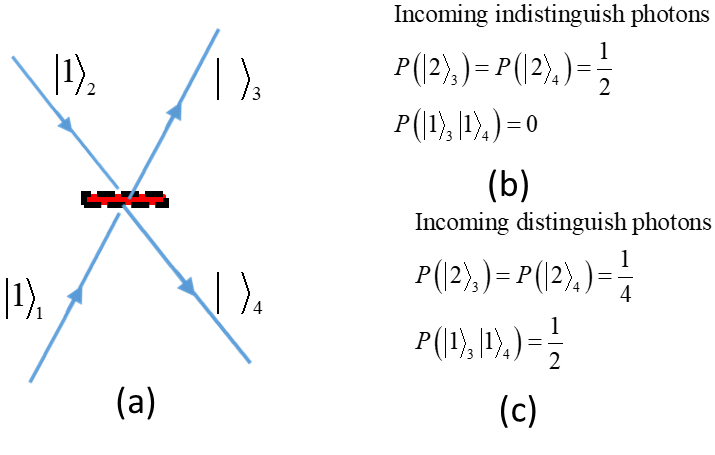 |1⟩₂
| ⟩₃
|1⟩₁
| ⟩₄
(a)
Incoming indistinguish photons
P(|2⟩₃) = P(|2⟩₄) = 1/2
P(|1⟩₃|1⟩₄) = 0
(b)
Incoming distinguish photons
P(|2⟩₃) = P(|2⟩₄) = 1/4
P(|1⟩₃|1⟩₄) = 1/2
(c)